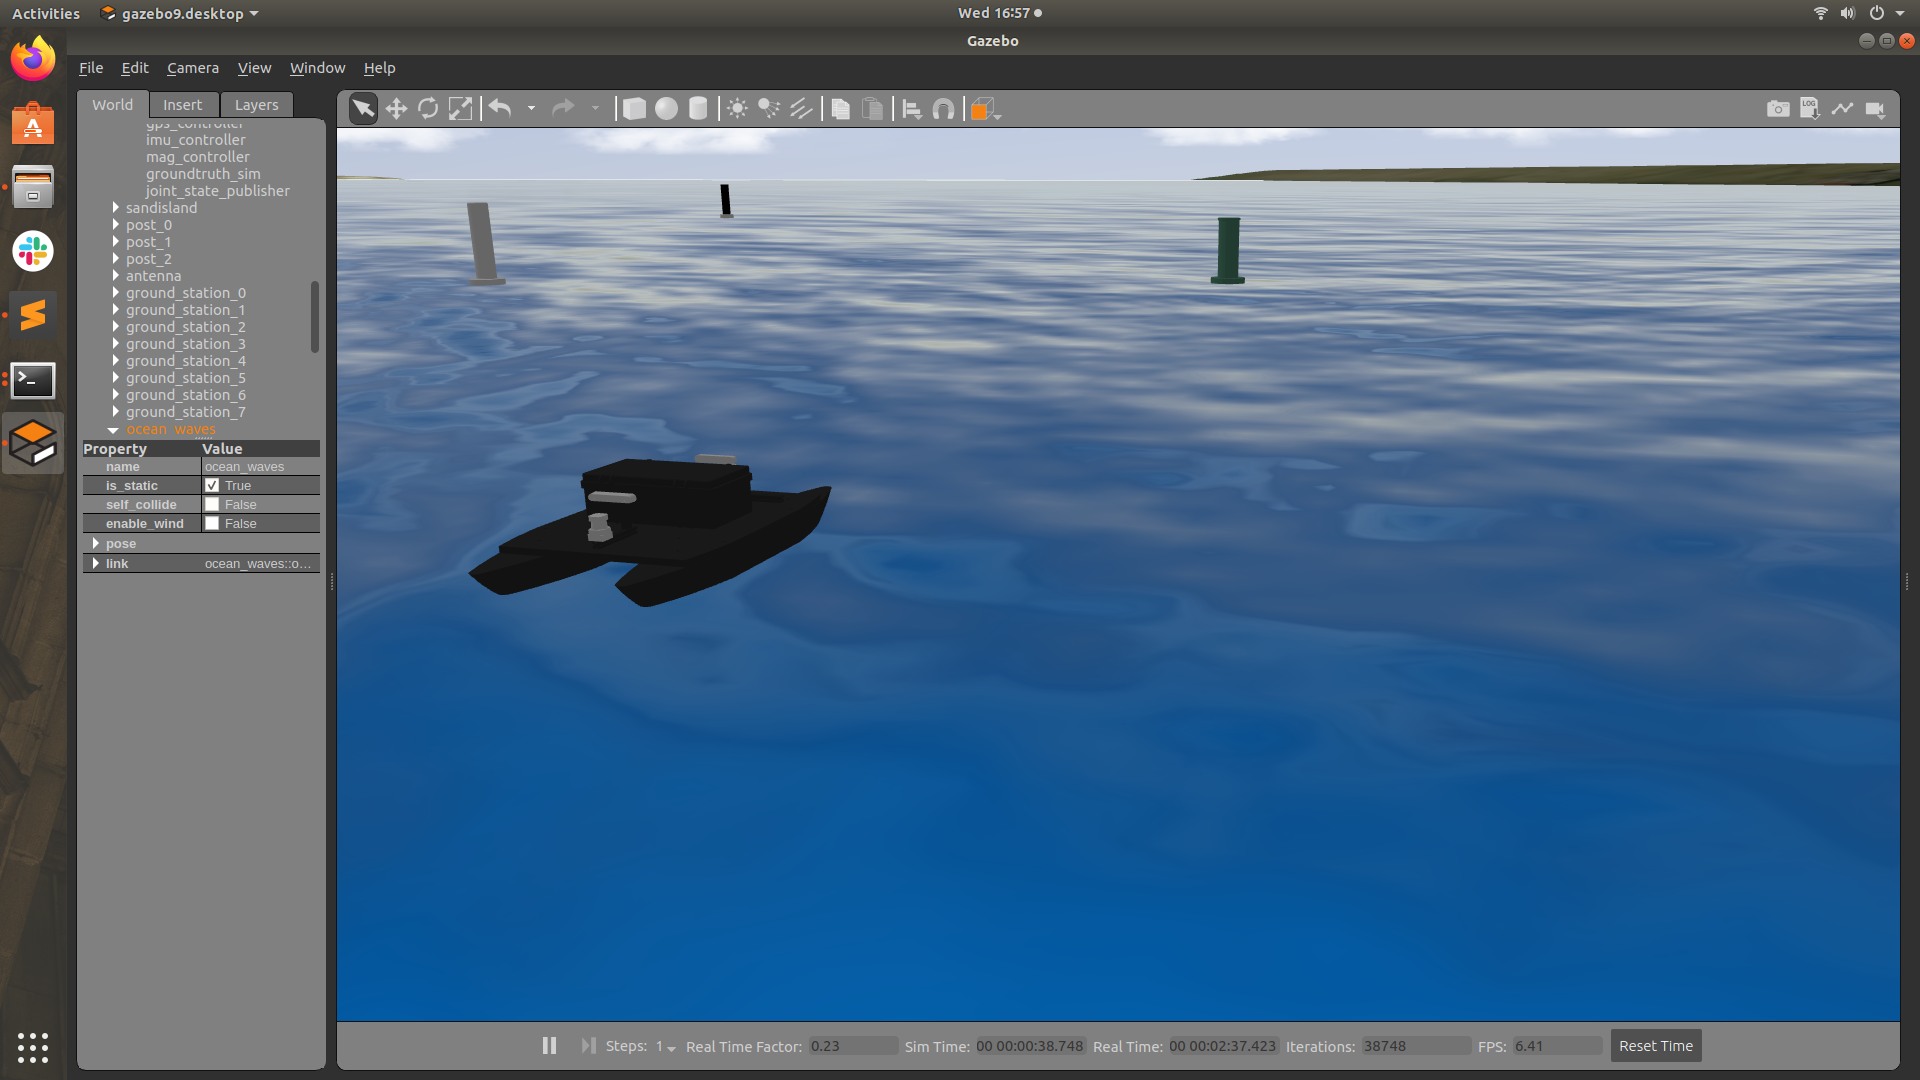 Activities gazebo9.desktop Wed 16:57
Gazebo
File Edit Camera View Window Help
World Insert Layers
gps_controller
imu_controller
mag_controller
groundtruth_sim
joint_state_publisher
sandisland
post_0
post_1
post_2
antenna
ground_station_0
ground_station_1
ground_station_2
ground_station_3
ground_station_4
ground_station_5
ground_station_6
ground_station_7
ocean_waves
Property Value
name ocean_waves
is_static True
self_collide False
enable_wind False
pose
link ocean_waves::o...
LOG
Steps: 1 Real Time Factor: 0.23 Sim Time: 00 00:00:38.748 Real Time: 00 00:02:37.423 Iterations: 38748 FPS: 6.41 Reset Time